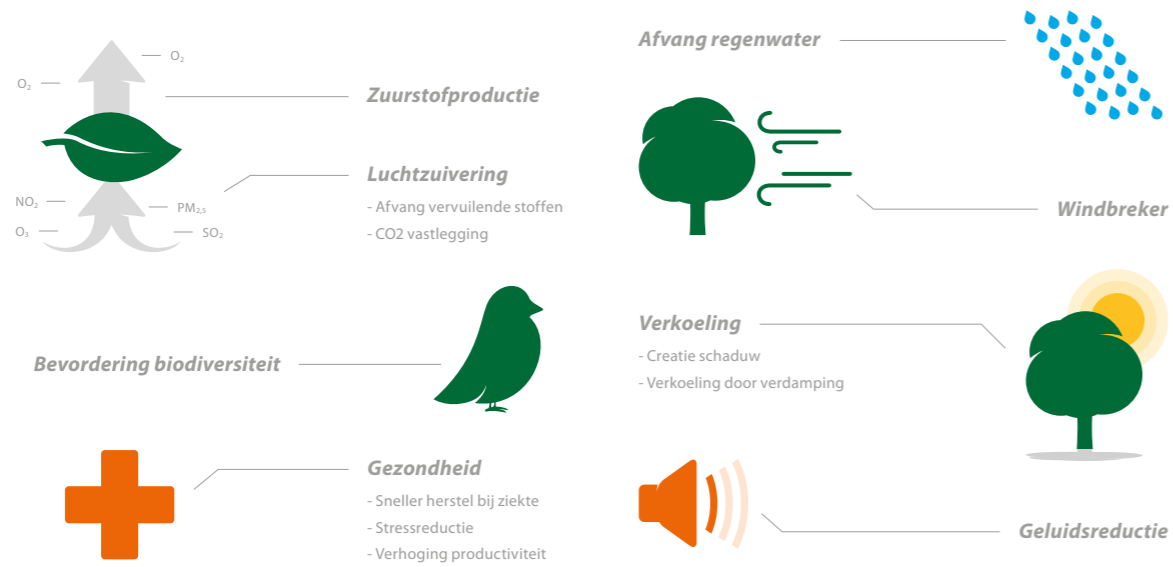 O₂
O₂
Zuurstofproductie
Luchtzuivering
- Afvang vervuilende stoffen
- CO2 vastlegging
NO₂
PM₂,₅
O₃
SO₂
Bevordering biodiversiteit
Gezondheid
- Sneller herstel bij ziekte
- Stressreductie
- Verhoging productiviteit
Afvang regenwater
Windbreker
Verkoeling
- Creatie schaduw
- Verkoeling door verdamping
Geluidsreductie